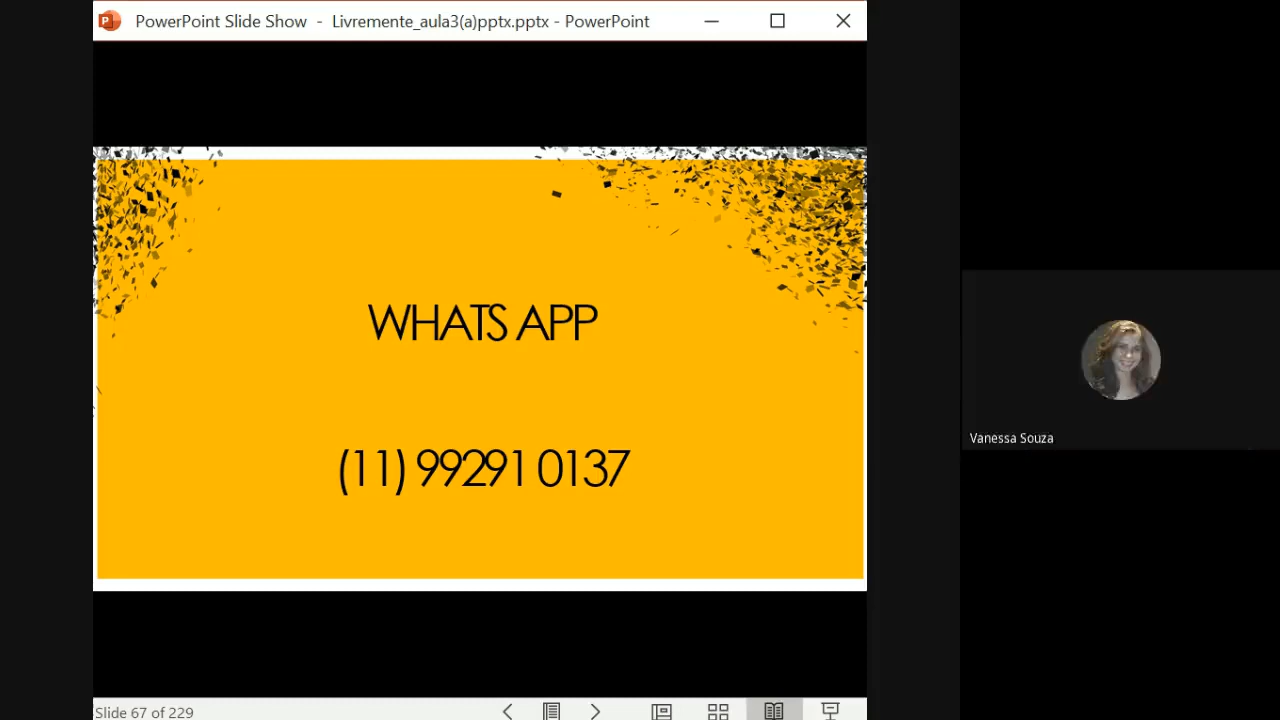 PowerPoint Slide Show - Livremente_aula3(a)pptx.pptx - PowerPoint
WHATS APP
(11) 99291 0137
Vanessa Souza
Slide 67 of 229